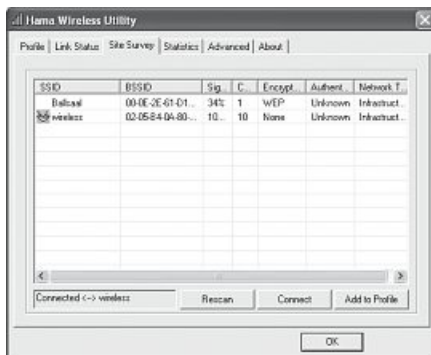 Hama Wireless Utility
Profile Link Status Site Survey Statistics Advanced About
SSID BSSID Sig... C... Encrypt... Authent... Network T...
Ballsaal 00-0E-2E-61-D1... 34% 1 WEP Unknown Infrastruct...
wireless 02-05-84-0A-80-... 10... 10 None Unknown Infrastruct...
Connected <-> wireless Rescan Connect Add to Profile
OK